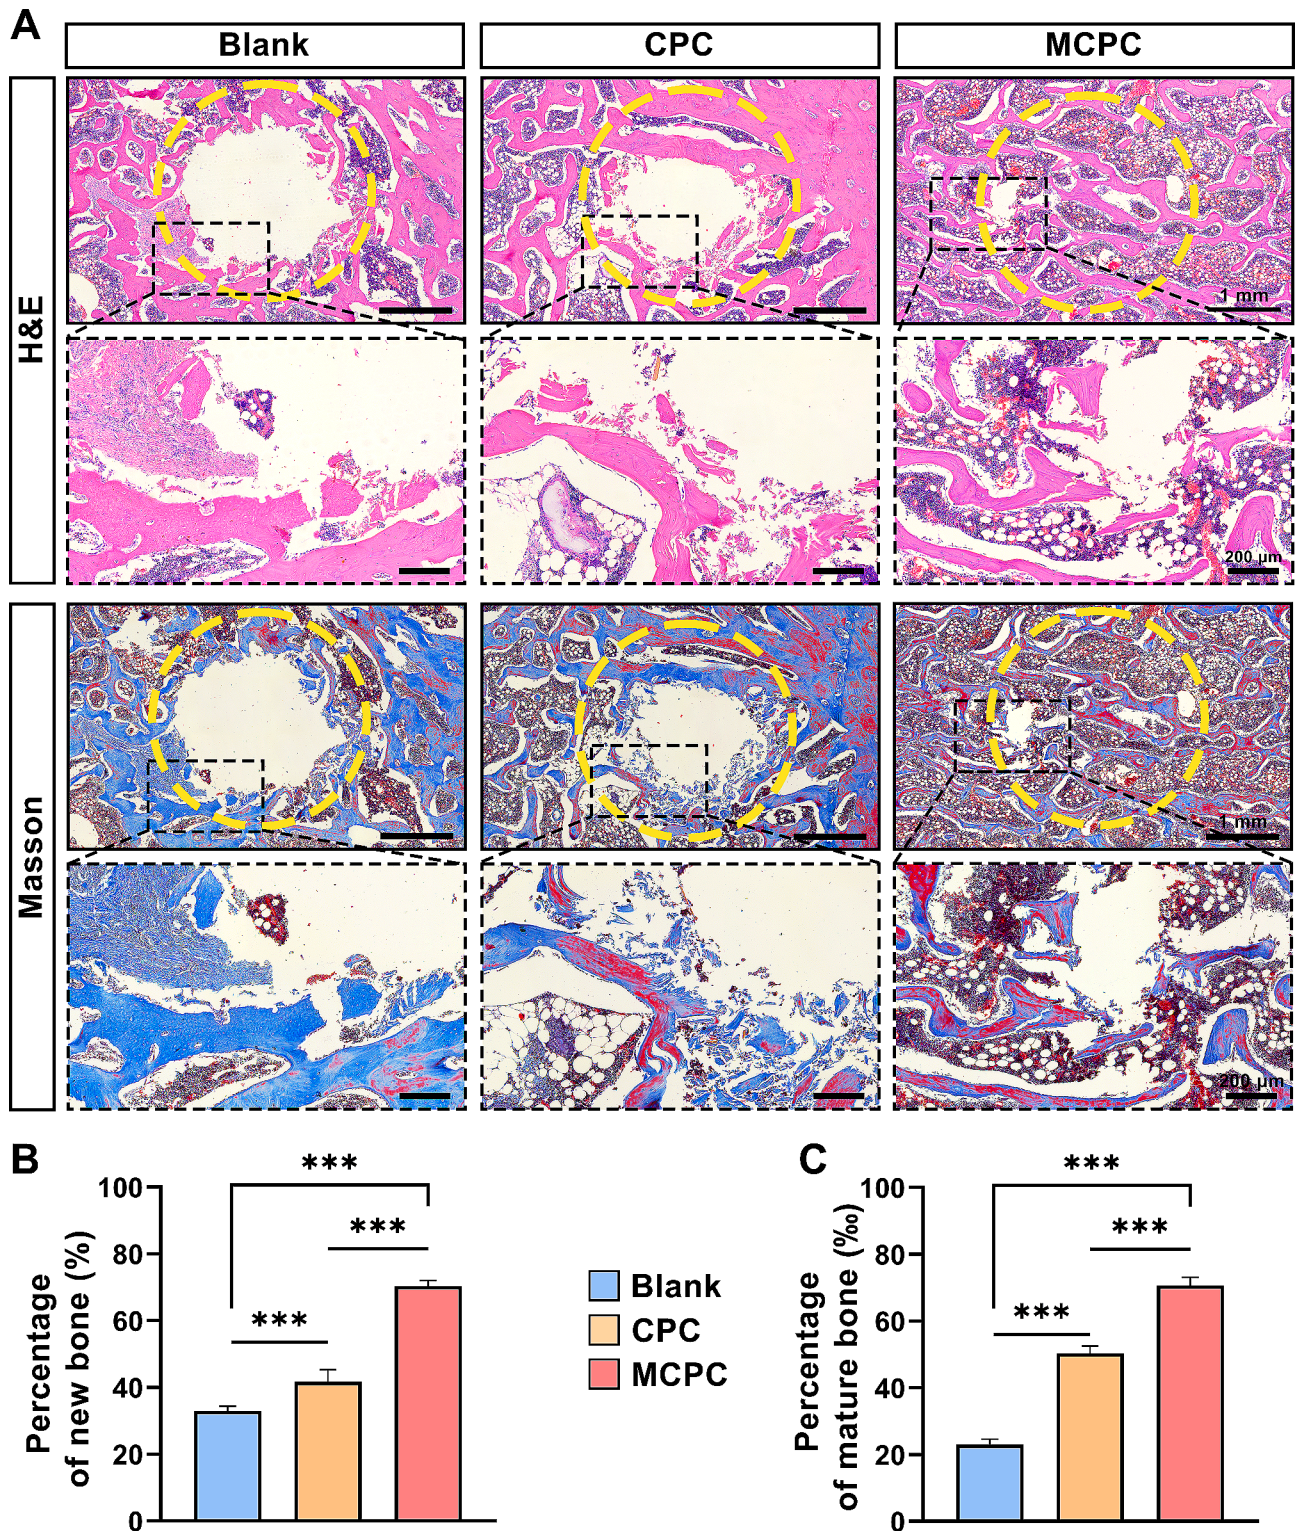 A
Blank
CPC
MCPC
H&E
1 mm
200 μm
Masson
1 mm
200 μm
B
Percentage
of new bone (%)
100
80
60
40
20
0
***
***
***
Blank
CPC
MCPC
C
Percentage
of mature bone (‰)
100
80
60
40
20
0
***
***
***